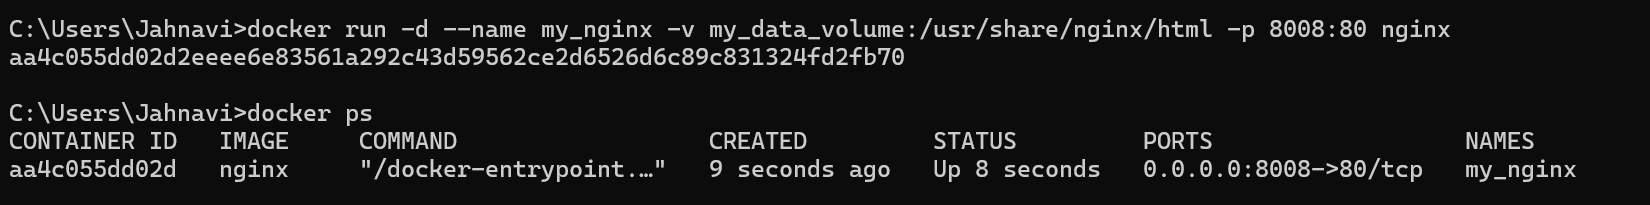 C:\Users\Jahnavi>docker run -d --name my_nginx -v my_data_volume:/usr/share/nginx/html -p 8008:80 nginx
aa4c055dd02d2eeee6e83561a292c43d59562ce2d6526d6c89c831324fd2fb70
C:\Users\Jahnavi>docker ps
CONTAINER ID   IMAGE     COMMAND                  CREATED         STATUS         PORTS                  NAMES
aa4c055dd02d   nginx     "/docker-entrypoint.…"   9 seconds ago   Up 8 seconds   0.0.0.0:8008->80/tcp   my_nginx